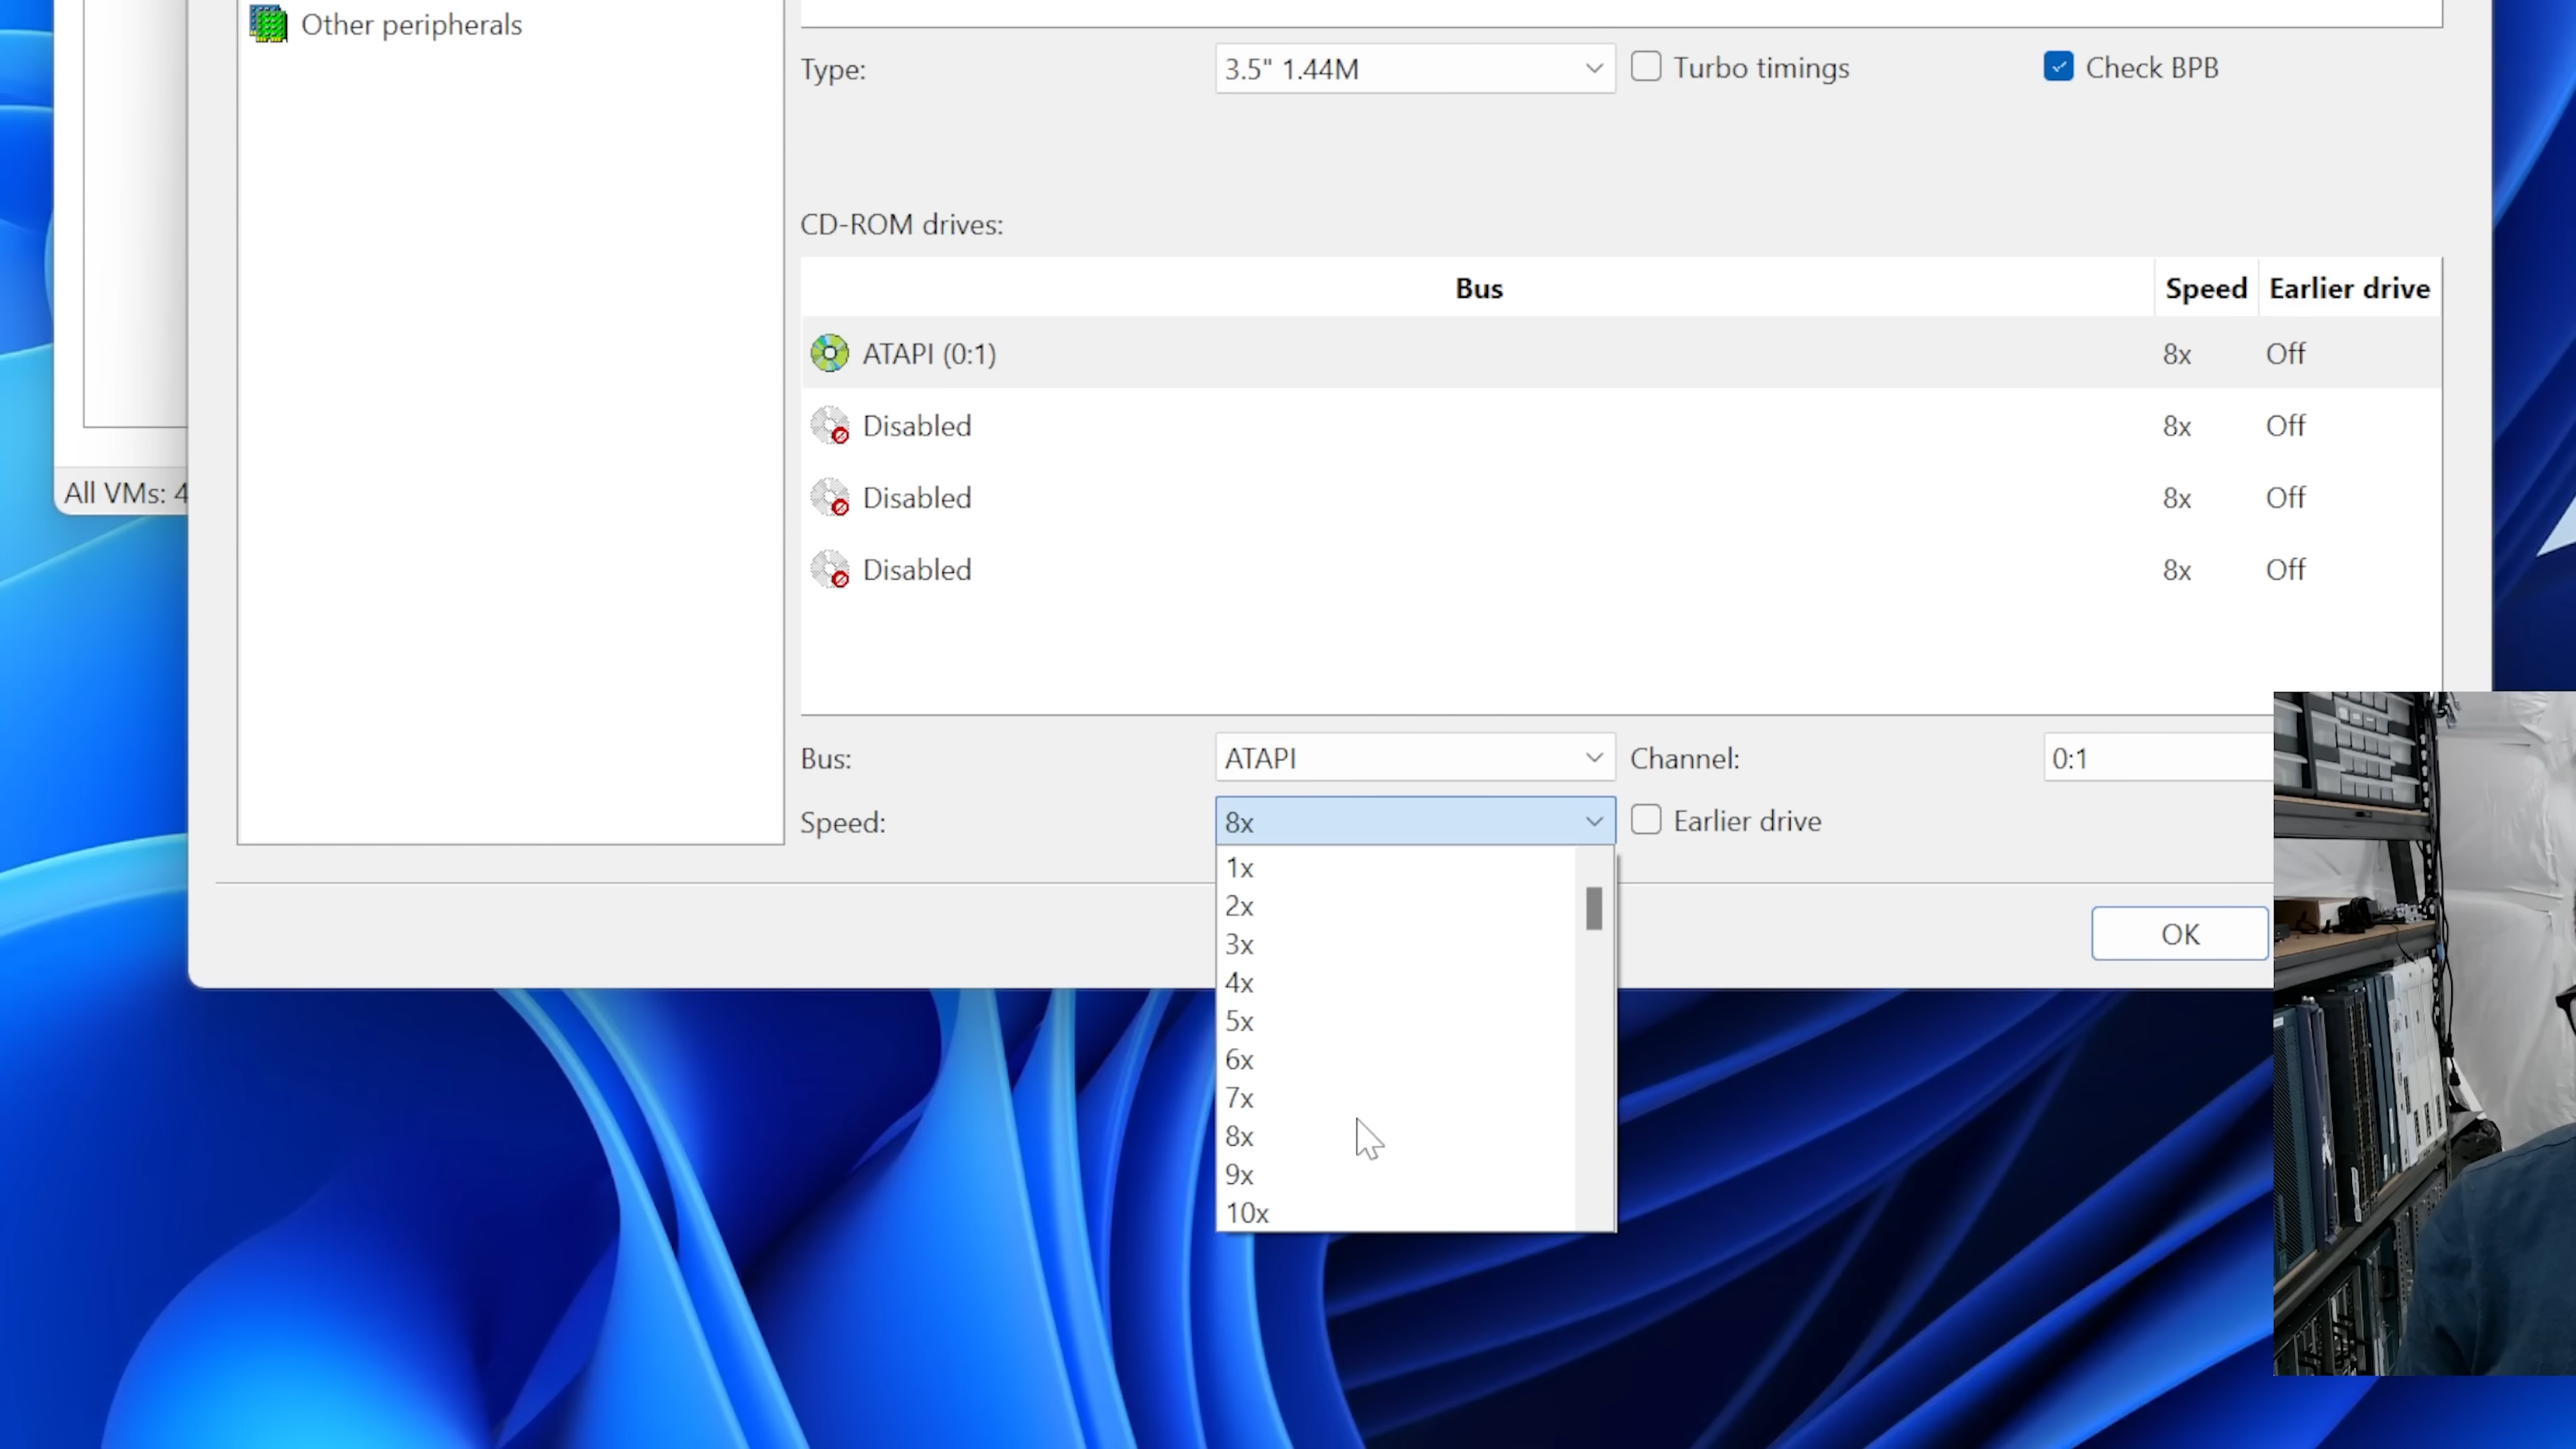 Other peripherals
Type:
3.5" 1.44M
Turbo timings
Check BPB
CD-ROM drives:
Bus Speed Earlier drive
ATAPI (0:1) 8x Off
Disabled 8x Off
Disabled 8x Off
Disabled 8x Off
All VMs: 4
Bus:
ATAPI
Channel:
0:1
Speed:
8x
Earlier drive
1x
2x
3x
4x
5x
6x
7x
8x
9x
10x
OK